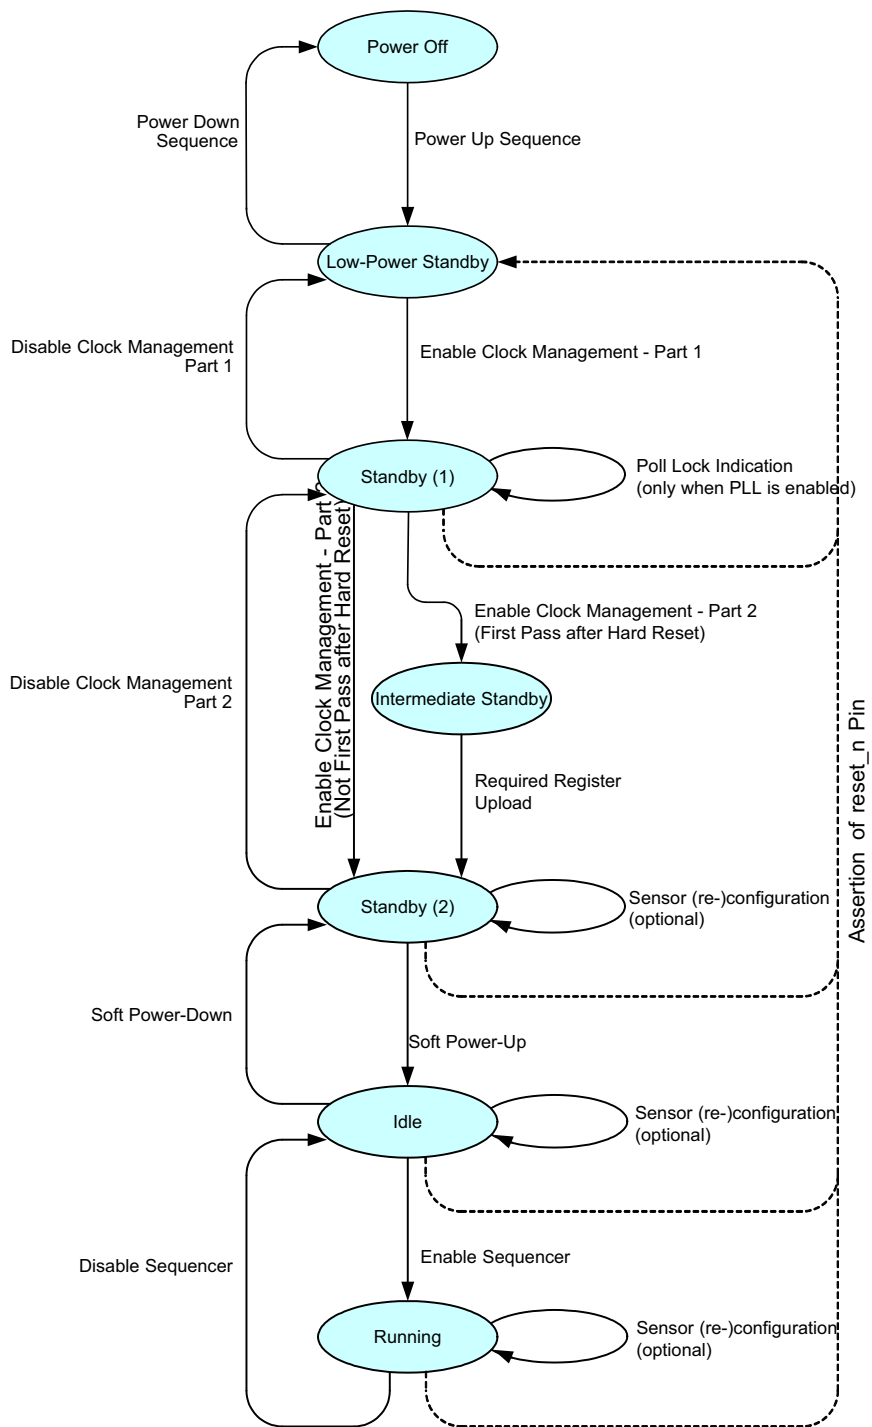 Power Off
Power Down
Sequence
Power Up Sequence
Low-Power Standby
Disable Clock Management
Part 1
Enable Clock Management - Part 1
Standby (1)
Poll Lock Indication
(only when PLL is enabled)
Enable Clock Management - Part
(Not First Pass after Hard Reset)
Enable Clock Management - Part 2
(First Pass after Hard Reset)
Disable Clock Management
Part 2
Intermediate Standby
Required Register
Upload
Assertion of reset_n Pin
Standby (2)
Sensor (re-)configuration
(optional)
Soft Power-Down
Soft Power-Up
Idle
Sensor (re-)configuration
(optional)
Disable Sequencer
Enable Sequencer
Running
Sensor (re-)configuration
(optional)